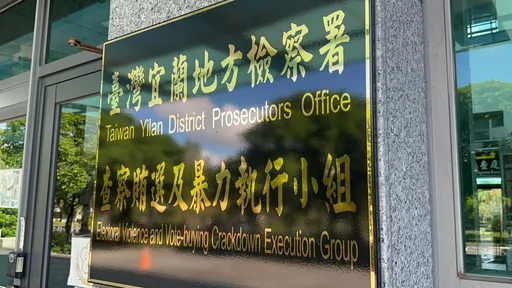 臺灣宜蘭地方檢察署
Taiwan Yilan District Prosecutors Office
查察賄選及暴力執行小組
Electoral Violence and Vote-buying Crackdown Execution Group